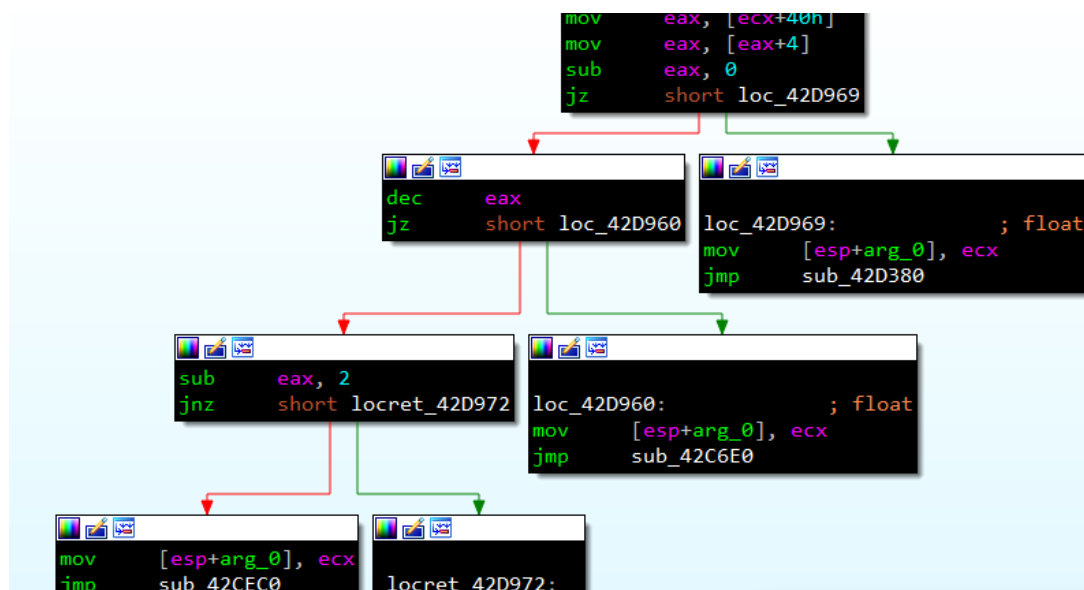 mov eax, [ecx+40h]
mov eax, [eax+4]
sub eax, 0
jz short loc_42D969
dec eax
jz short loc_42D960
loc_42D969: ; float
mov [esp+arg_0], ecx
jmp sub_42D380
sub eax, 2
jnz short locret_42D972
loc_42D960: ; float
mov [esp+arg_0], ecx
jmp sub_42C6E0
mov [esp+arg_0], ecx
jmp sub_42CEC0
locret_42D972: